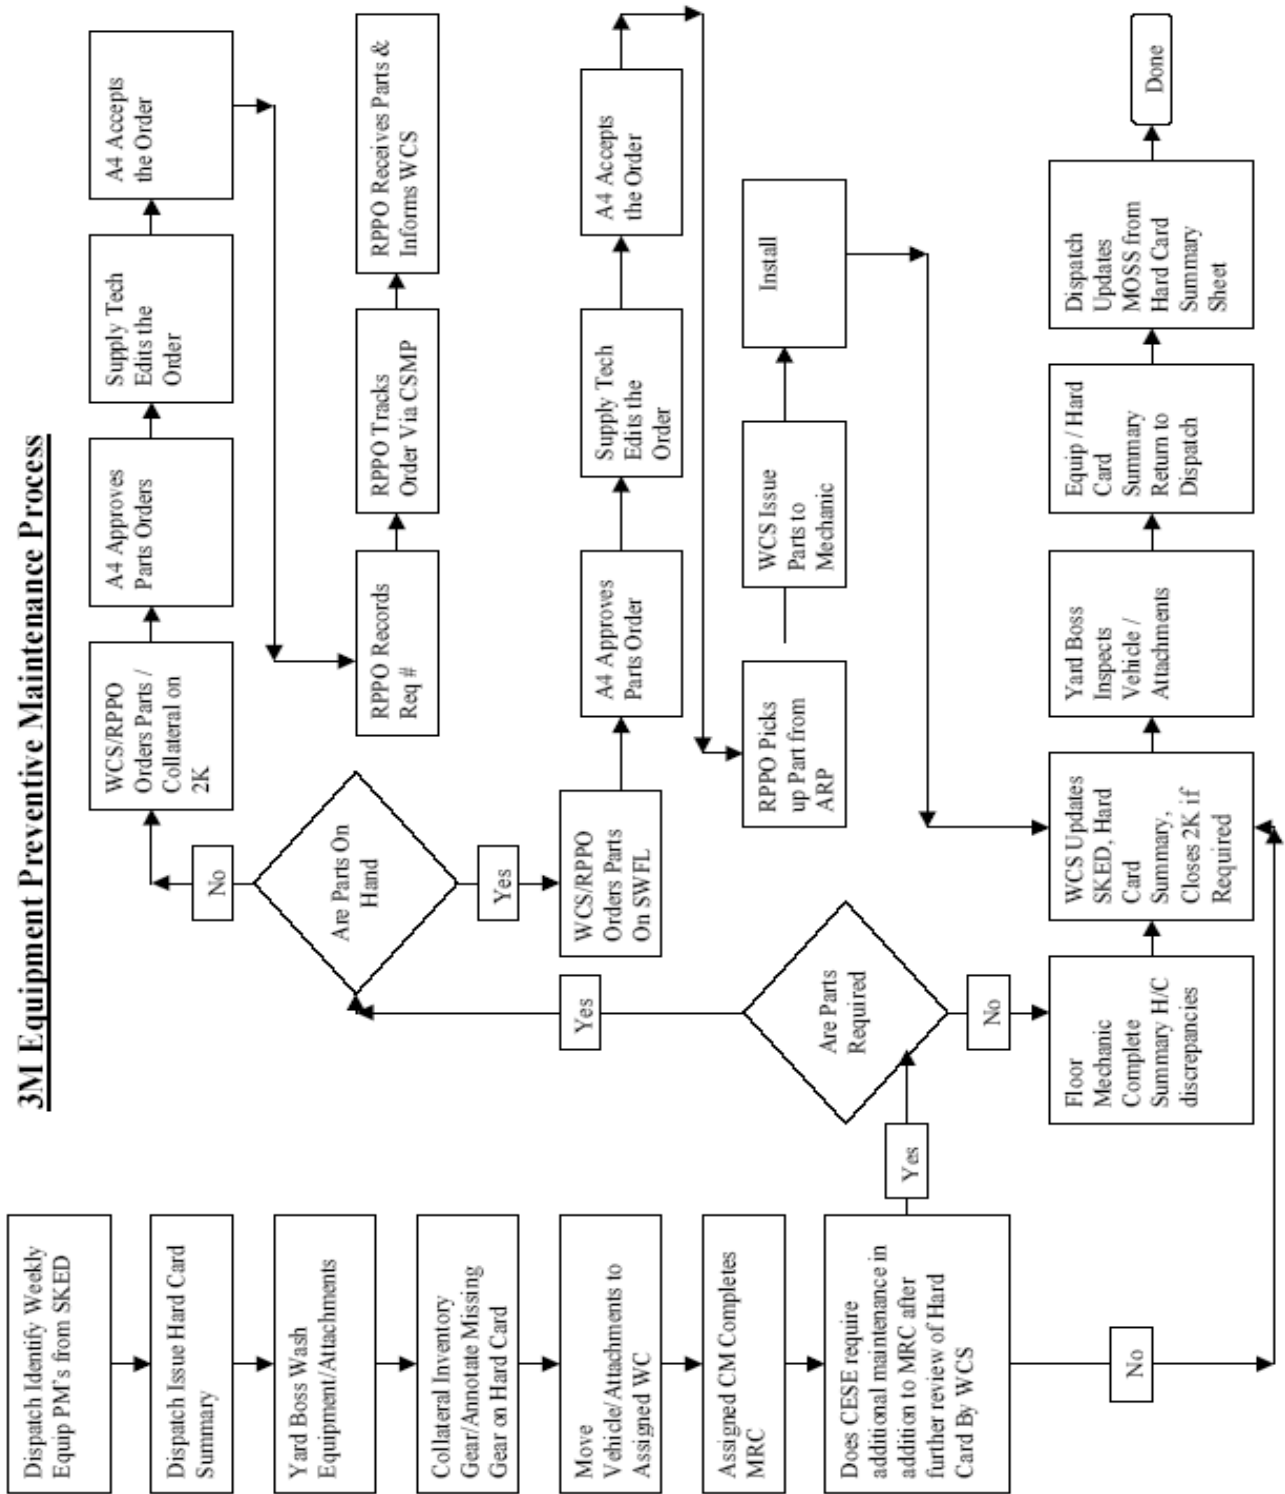 3M Equipment Preventive Maintenance Process
Dispatch Identify Weekly
Equip PM's from SKED
Dispatch Issue Hard Card
Summary
Yard Boss Wash
Equipment/Attachments
Collateral Inventory
Gear/Annotate Missing
Gear on Hard Card
Move
Vehicle/Attachments to
Assigned WC
Assigned CM Completes
MRC
Does CESE require
additional maintenance in
addition to MRC after
further review of Hard
Card By WCS
Yes
No
Are Parts
Required
Yes
No
Are Parts On
Hand
No
Yes
WCS/RPPO
Orders Parts /
Collateral on
2K
A4 Approves
Parts Orders
Supply Tech
Edits the
Order
A4 Accepts
the Order
RPPO Records
Req #
RPPO Tracks
Order Via CSMP
RPPO Receives Parts &
Informs WCS
WCS/RPPO
Orders Parts
On SWFL
A4 Approves
Parts Order
Supply Tech
Edits the
Order
A4 Accepts
the Order
RPPO Picks
up Part from
ARP
WCS Issue
Parts to
Mechanic
Install
Floor
Mechanic
Complete
Summary H/C
discrepancies
WCS Updates
SKED, Hard
Card
Summary,
Closes 2K if
Required
Yard Boss
Inspects
Vehicle /
Attachments
Equip / Hard
Card
Summary
Return to
Dispatch
Dispatch
Updates
MOSS from
Hard Card
Summary
Sheet
Done